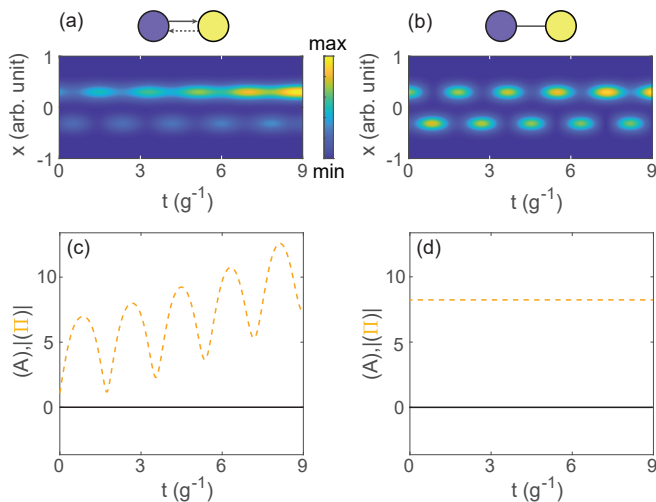 (a)
(b)
x (arb. unit)
1
0
-1
0
3
6
9
t (g⁻¹)
max
min
x (arb. unit)
1
0
-1
0
3
6
9
t (g⁻¹)
(c)
⟨A⟩,|⟨Π⟩|
10
5
0
0
3
6
9
t (g⁻¹)
(d)
⟨A⟩,|⟨Π⟩|
10
5
0
0
3
6
9
t (g⁻¹)